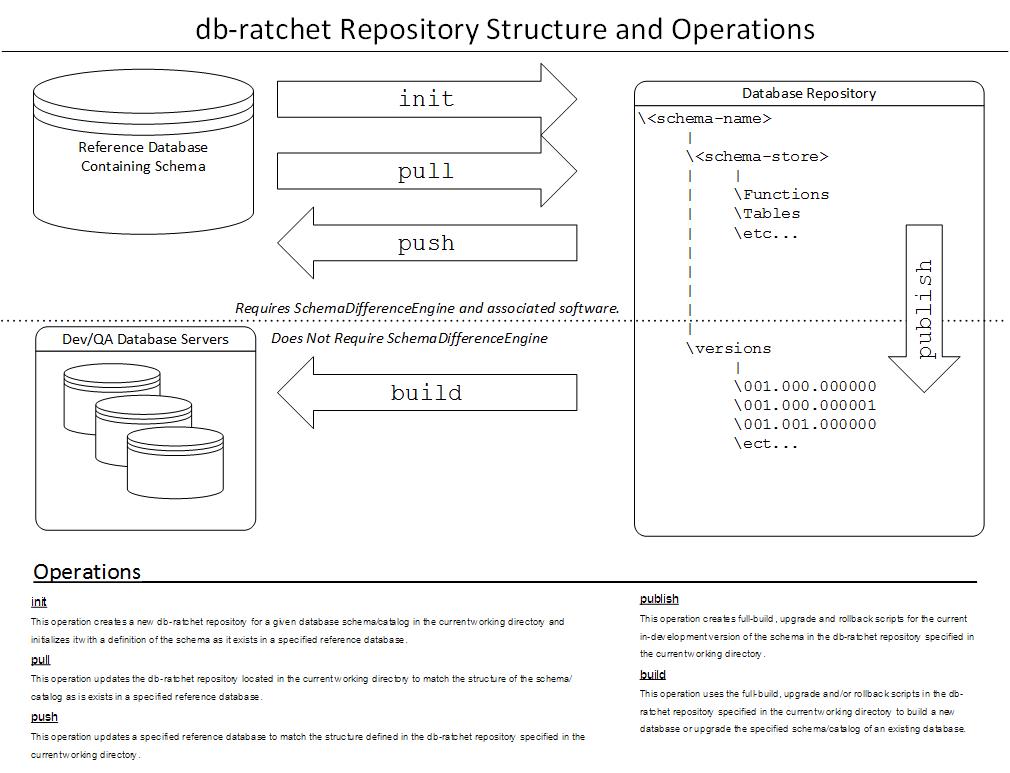 db-ratchet Repository Structure and Operations
Reference Database
Containing Schema
init
pull
push
Requires SchemaDifferenceEngine and associated software.
Does Not Require SchemaDifferenceEngine
Dev/QA Database Servers
build
Database Repository
\<schema-name>
|
\<schema-store>
| |
| \Functions
| \Tables
| \etc...
|
|
|
|
|
\versions
|
\001.000.000000
\001.000.000001
\001.001.000000
\ect...
publish
Operations
init
This operation creates a new db-ratchet repository for a given database schema/catalog in the current working directory and
initializes it with a definition of the schema as it exists in a specified reference database.
pull
This operation updates the db-ratchet repository located in the current working directory to match the structure of the schema/
catalog as is exists in a specified reference database.
push
This operation updates a specified reference database to match the structure defined in the db-ratchet repository specified in the
current working directory.
publish
This operation creates full-build, upgrade and rollback scripts for the current
in-development version of the schema in the db-ratchet repository specified in
the current working directory.
build
This operation uses the full-build, upgrade and/or rollback scripts in the db-
ratchet repository specified in the current working directory to build a new
database or upgrade the specified schema/catalog of an existing database.